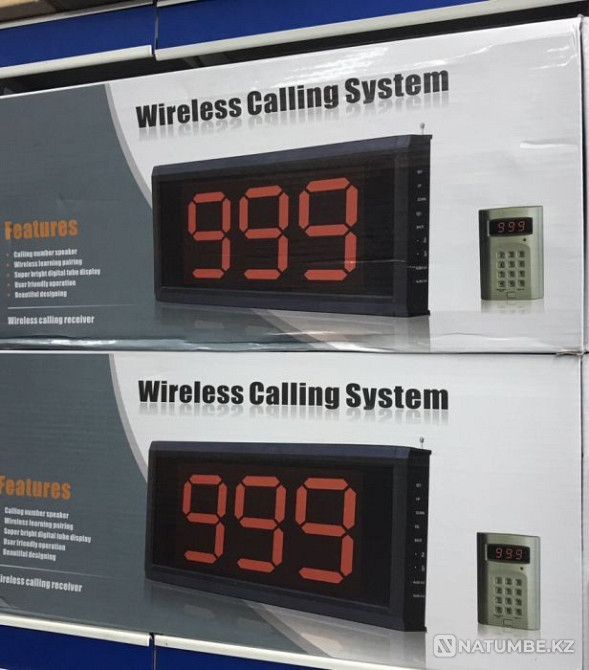 Wireless Calling System
999
999
Features
Calling number speaker
Wireless learning pairing
Super bright digital tube display
User friendly operation
Beautiful designing
Wireless calling receiver
Wireless Calling System
999
999
Features
Calling number speaker
Wireless learning pairing
Super bright digital tube display
User friendly operation
Beautiful designing
ireless calling receiver
NATUMBE.KZ